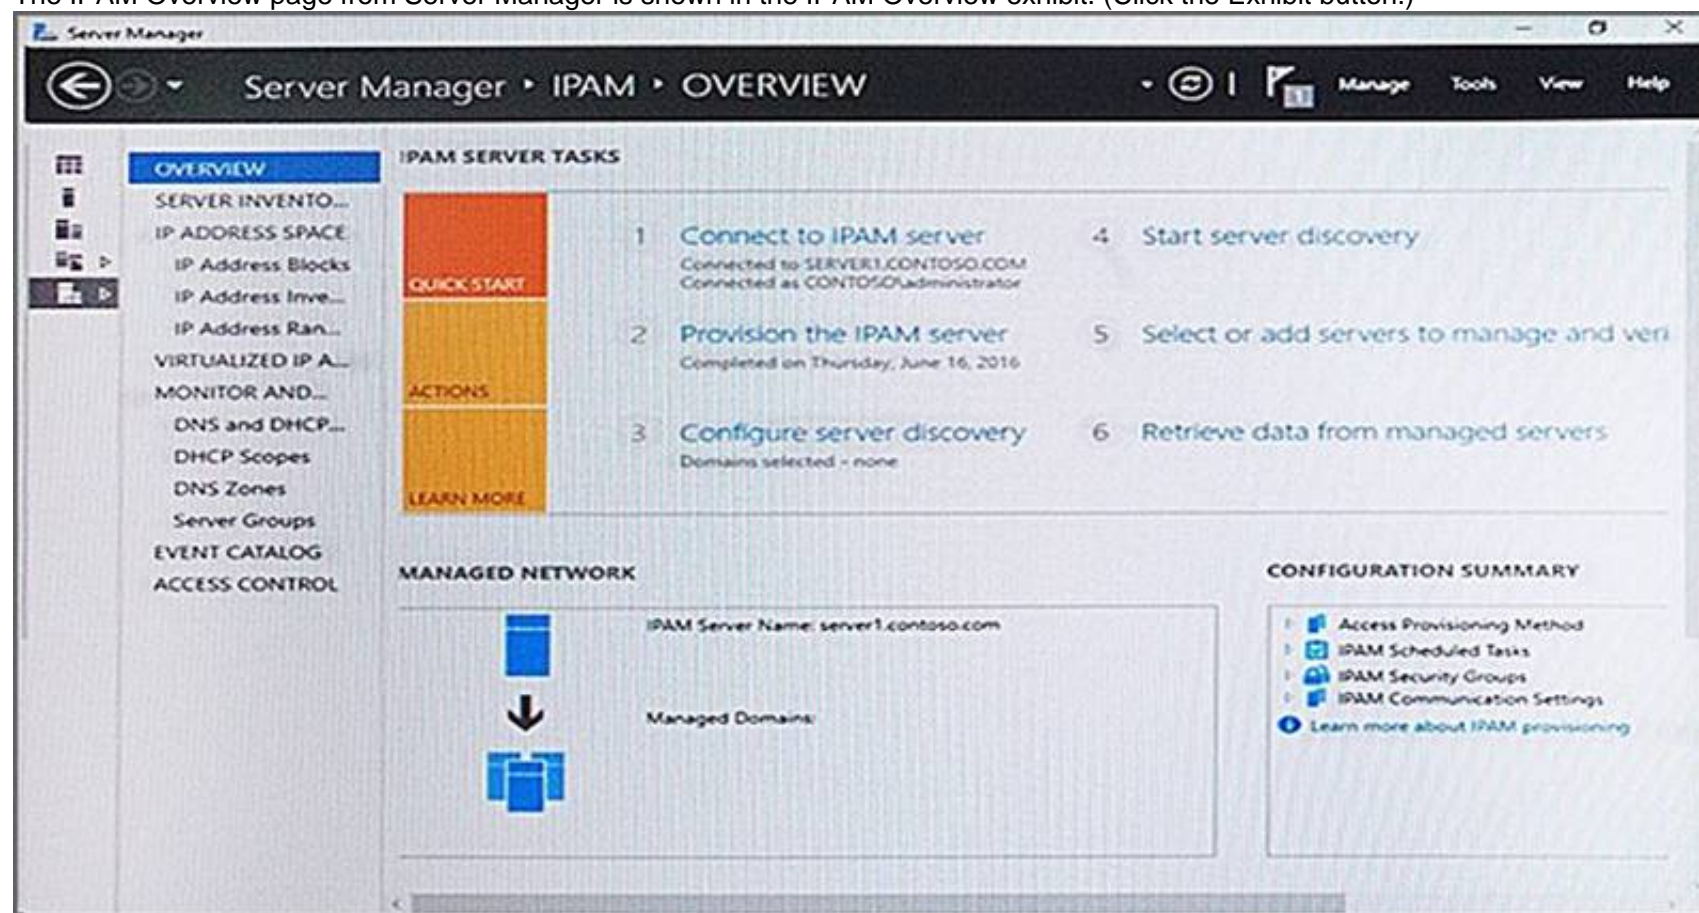 The IPAM Overview page from Server Manager is shown in the IPAM Overview exhibit. (Click the Exhibit button.)
Server Manager
Server Manager ‣ IPAM ‣ OVERVIEW
1
Manage Tools View Help
OVERVIEW
SERVER INVENTO...
IP ADDRESS SPACE
IP Address Blocks
IP Address Inve...
IP Address Ran...
VIRTUALIZED IP A...
MONITOR AND...
DNS and DHCP...
DHCP Scopes
DNS Zones
Server Groups
EVENT CATALOG
ACCESS CONTROL
IPAM SERVER TASKS
QUICK START
ACTIONS
LEARN MORE
1 Connect to IPAM server
Connected to SERVER1.CONTOSO.COM
Connected as CONTOSO\administrator
2 Provision the IPAM server
Completed on Thursday, June 16, 2016
3 Configure server discovery
Domains selected - none
4 Start server discovery
5 Select or add servers to manage and veri
6 Retrieve data from managed servers
MANAGED NETWORK
IPAM Server Name: server1.contoso.com
Managed Domains:
CONFIGURATION SUMMARY
Access Provisioning Method
IPAM Scheduled Tasks
IPAM Security Groups
IPAM Communication Settings
Learn more about IPAM provisioning